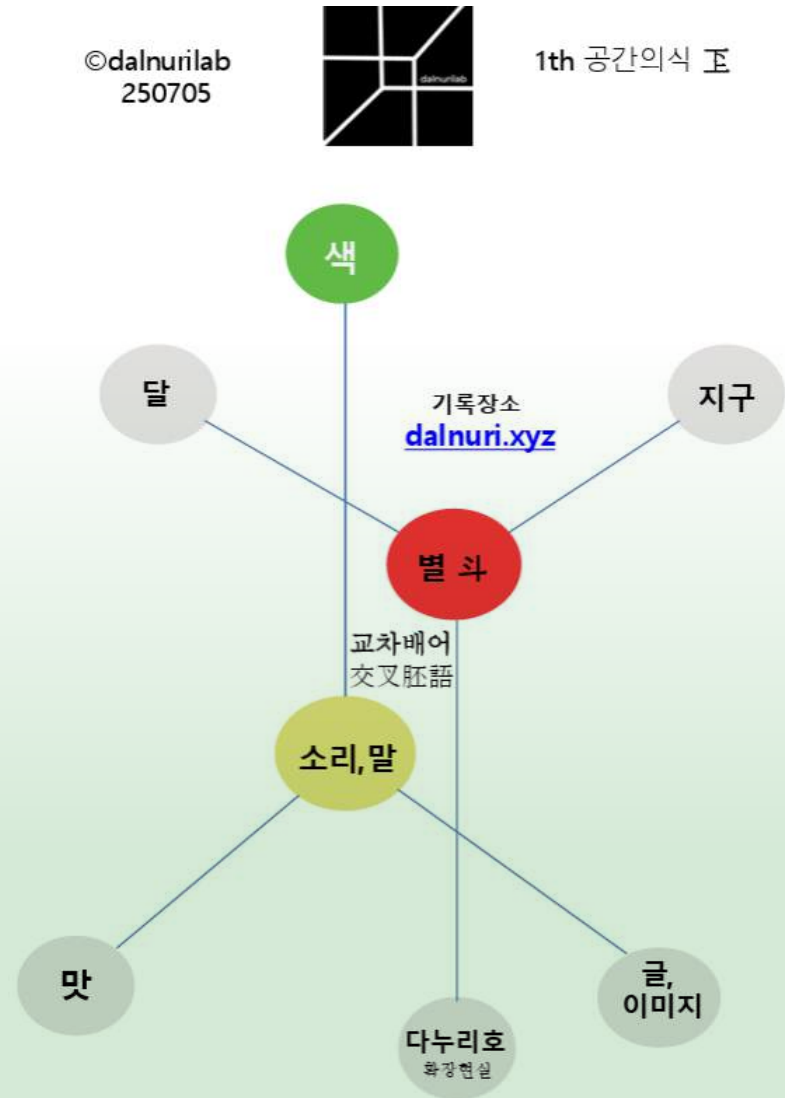 ©dalnurilab
250705
dalnurilab
1th 공간의식 下
색
달
지구
기록장소
dalnuri.xyz
별 斗
교차배어
交叉胚語
소리,말
맛
글,
이미지
다누리호
확장현실